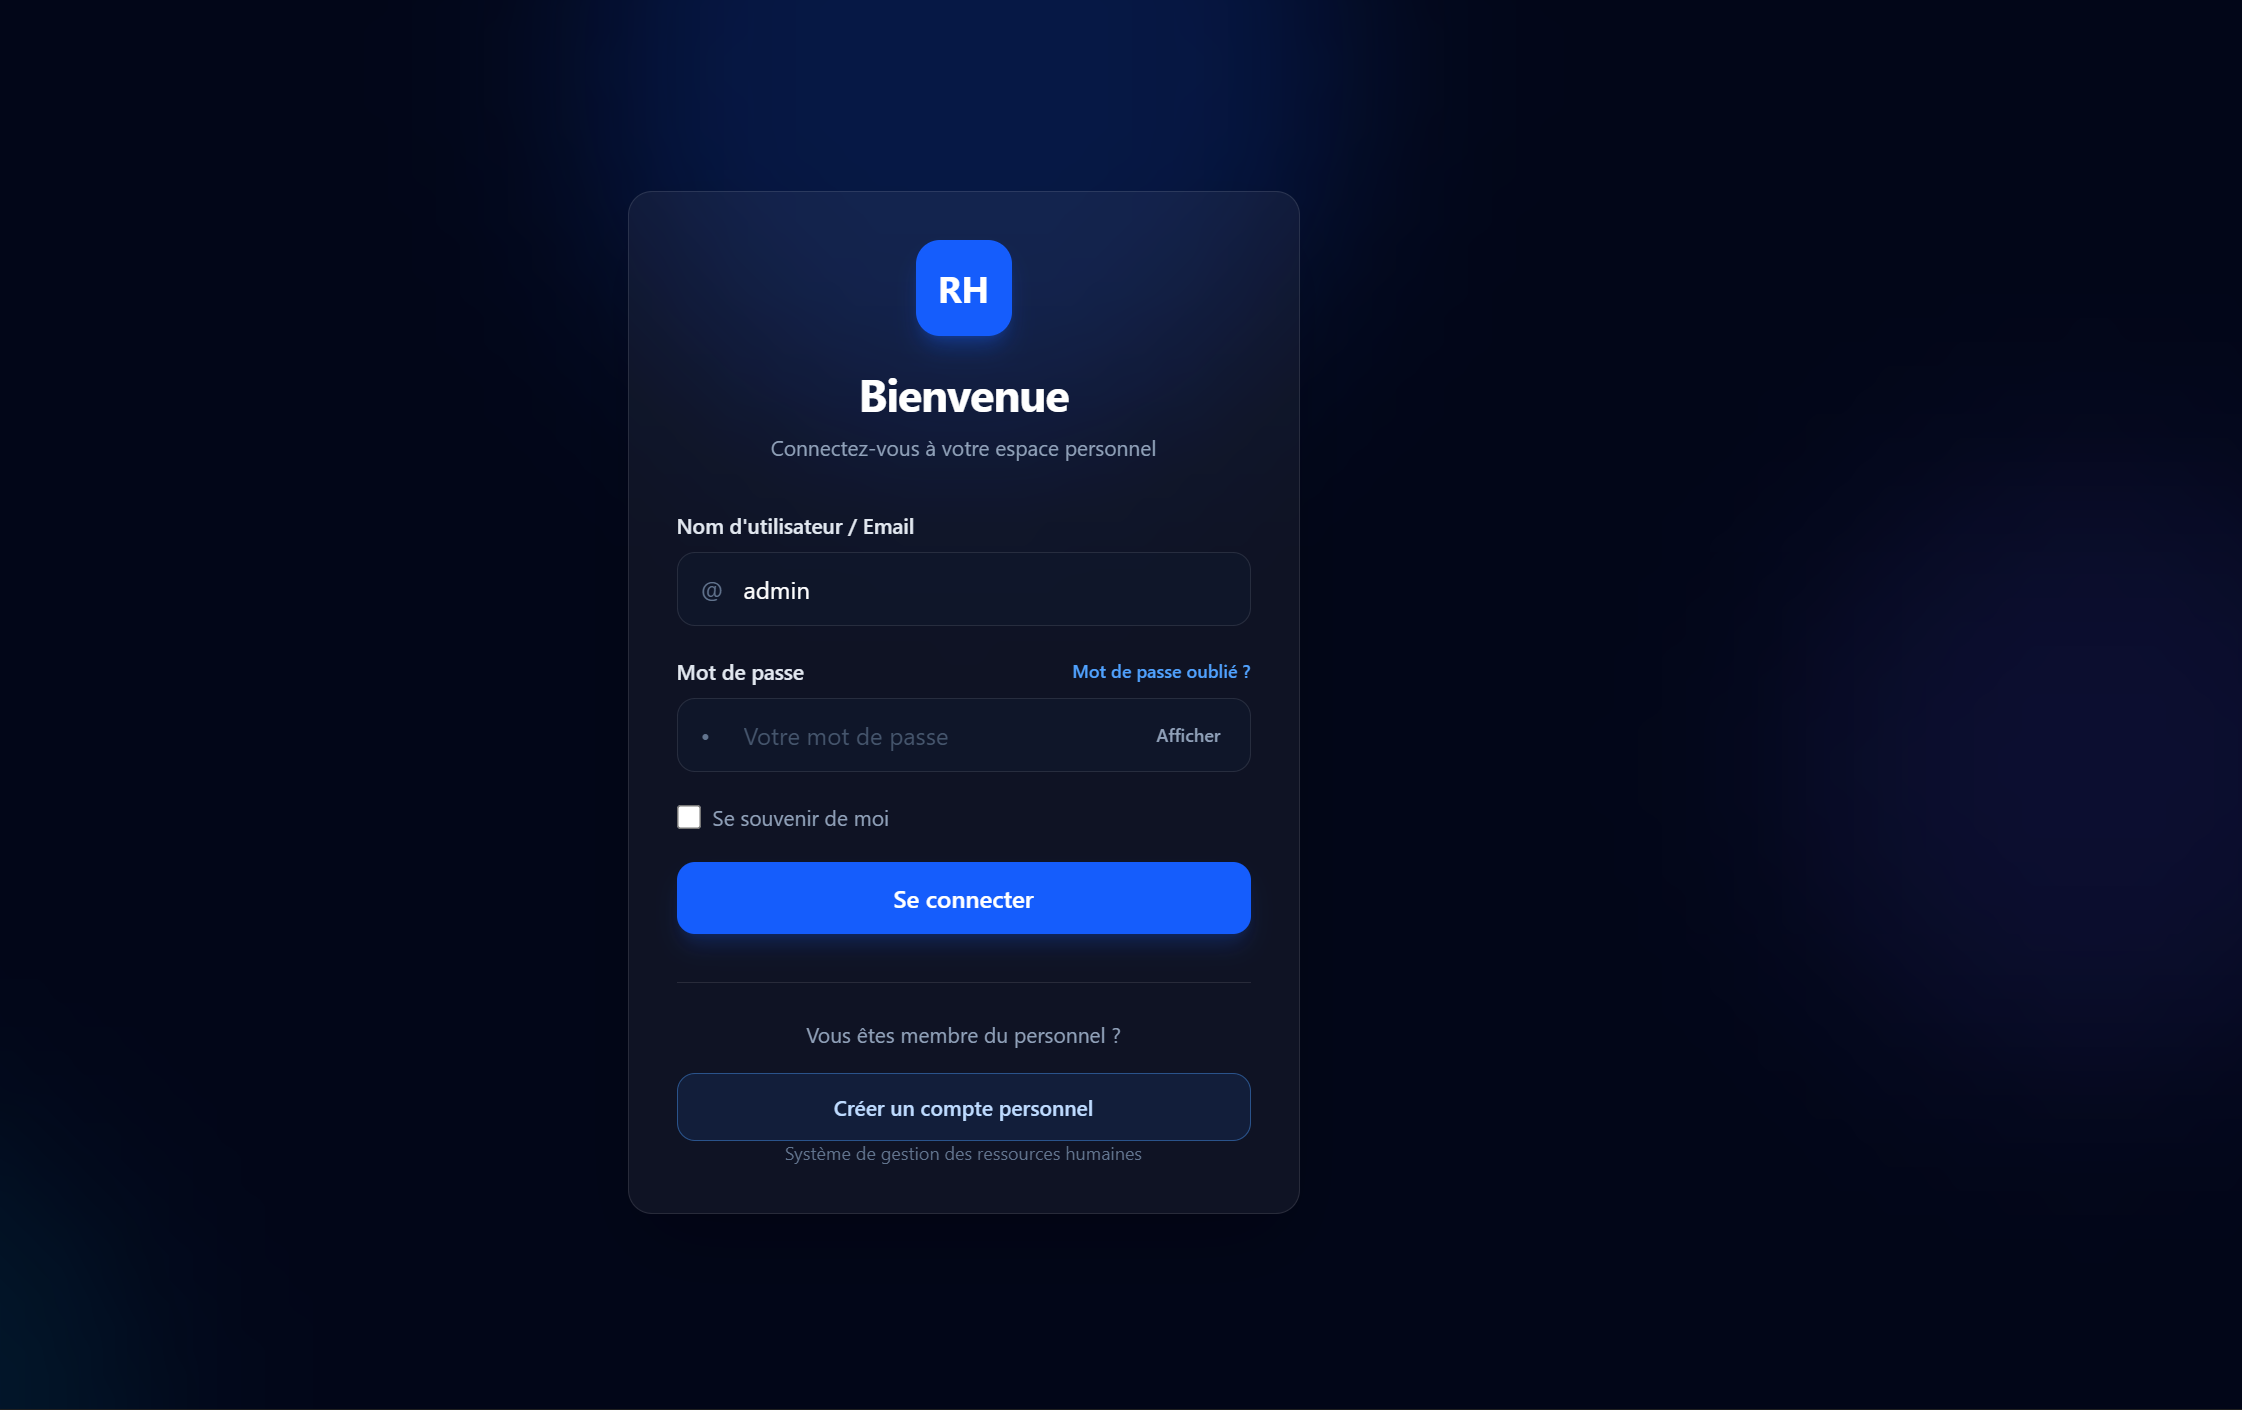 RH
Bienvenue
Connectez-vous à votre espace personnel
Nom d'utilisateur / Email
@ admin
Mot de passe Mot de passe oublié ?
• Votre mot de passe Afficher
Se souvenir de moi
Se connecter
Vous êtes membre du personnel ?
Créer un compte personnel
Système de gestion des ressources humaines